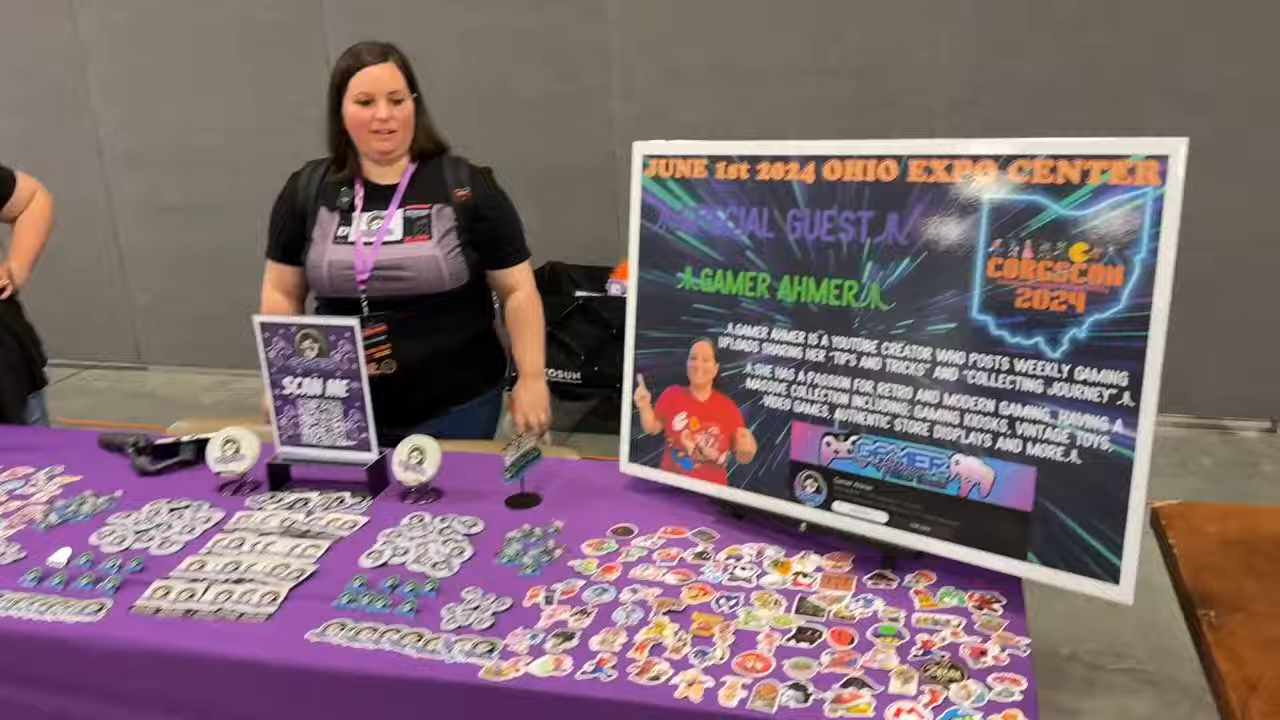 JUNE 1st 2024 OHIO EXPO CENTER
SPECIAL GUEST
GAMER AHMER
CORGSCON
2024
GAMER AHMER IS A YOUTUBE CREATOR WHO POSTS WEEKLY GAMING
UPLOADS SHARING HER "TIPS AND TRICKS" AND "COLLECTING JOURNEY"
SHE HAS A PASSION FOR RETRO AND MODERN GAMING, HAVING A
MASSIVE COLLECTION INCLUDING: GAMING KIOSKS, VINTAGE TOYS,
VIDEO GAMES, AUTHENTIC STORE DISPLAYS AND MORE.
GAMER
Gamer Ahmer
SCAN ME